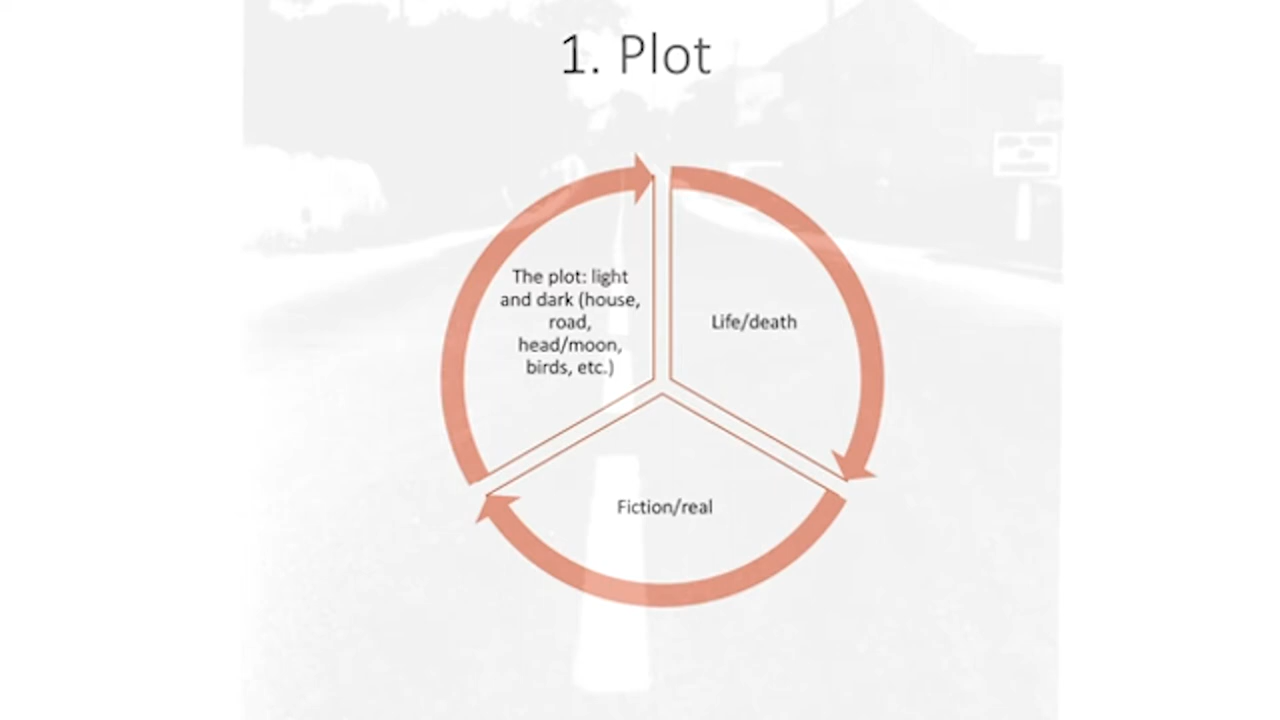 1. Plot
The plot: light
and dark (house,
road,
head/moon,
birds, etc.)
Life/death
Fiction/real